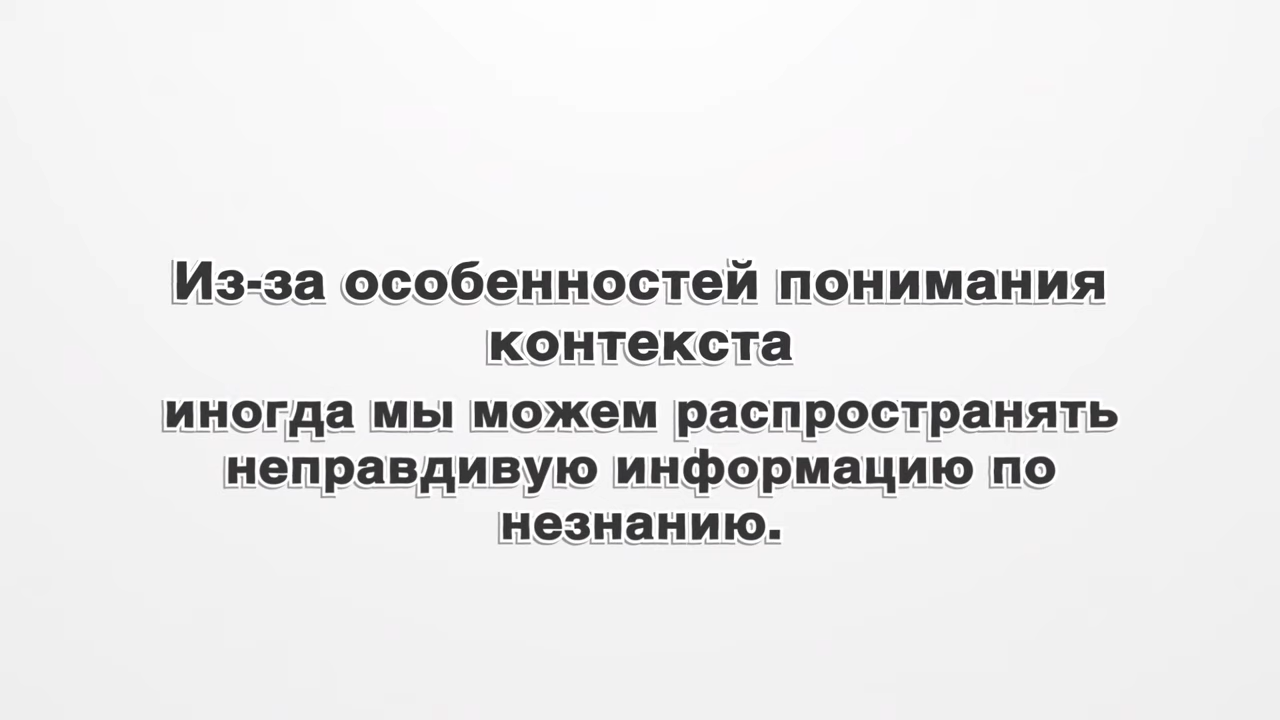 Из-за особенностей понимания
контекста
иногда мы можем распространять
неправдивую информацию по
незнанию.